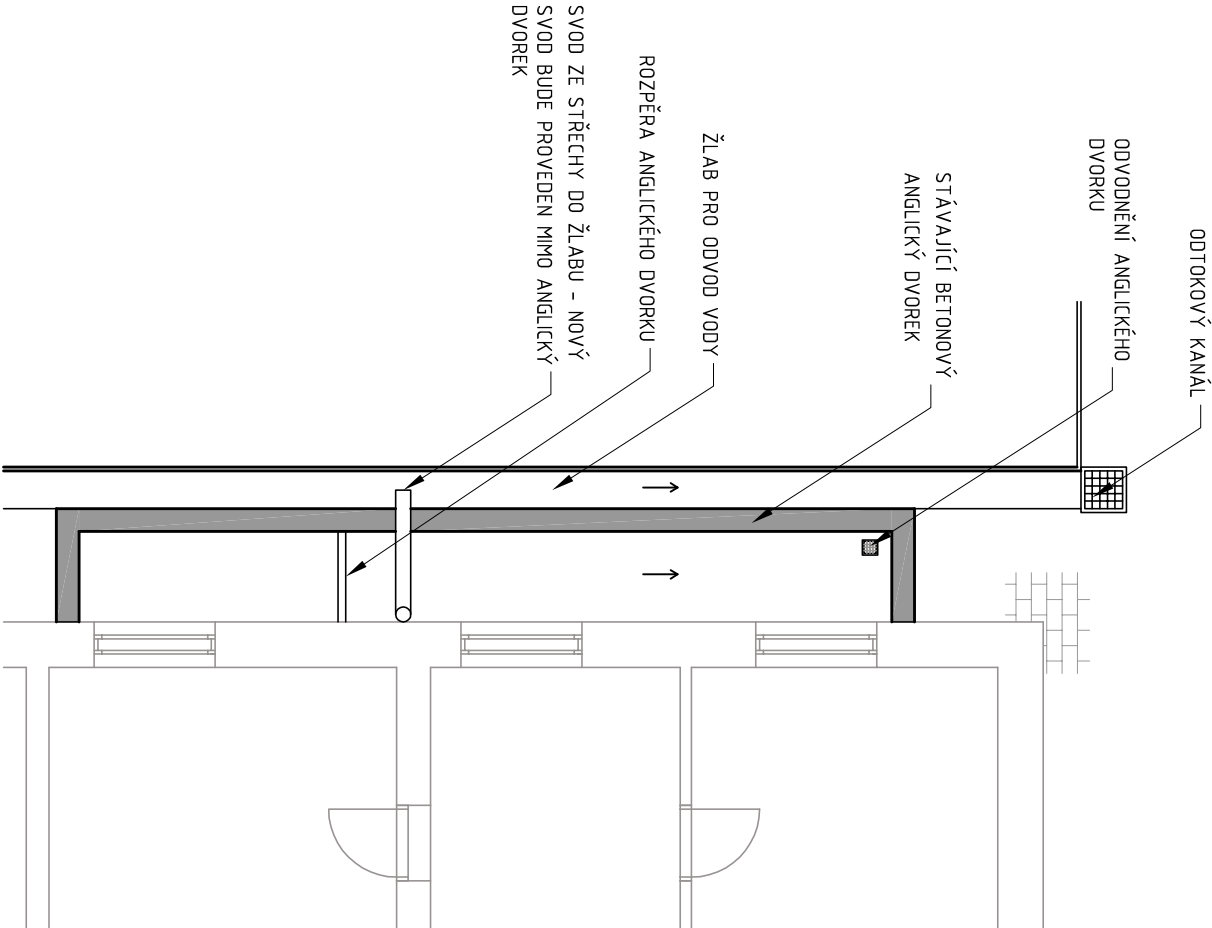 ODTOKOVÝ KANÁL
ODVODNĚNÍ ANGLICKÉHO
DVORKU
STÁVAJÍCÍ BETONOVÝ
ANGLICKÝ DVOREK
ŽLAB PRO ODVOD VODY
ROZPĚRA ANGLICKÉHO DVORKU
SVOD ZE STŘECHY DO ŽLABU - NOVÝ
SVOD BUDE PROVEDEN MIMO ANGLICKÝ
DVOREK